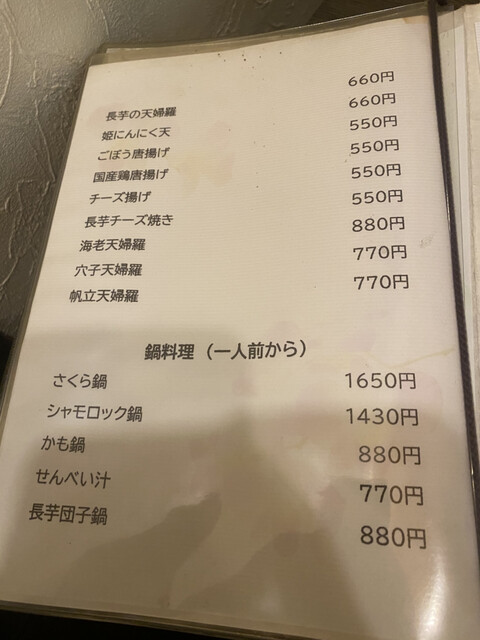 長芋の天婦羅 660円
姫にんにく天 660円
ごぼう唐揚げ 550円
国産鶏唐揚げ 550円
チーズ揚げ 550円
長芋チーズ焼き 550円
海老天婦羅 880円
穴子天婦羅 770円
帆立天婦羅 770円
鍋料理（一人前から）
さくら鍋 1650円
シャモロック鍋 1430円
かも鍋 880円
せんべい汁 770円
長芋団子鍋 880円